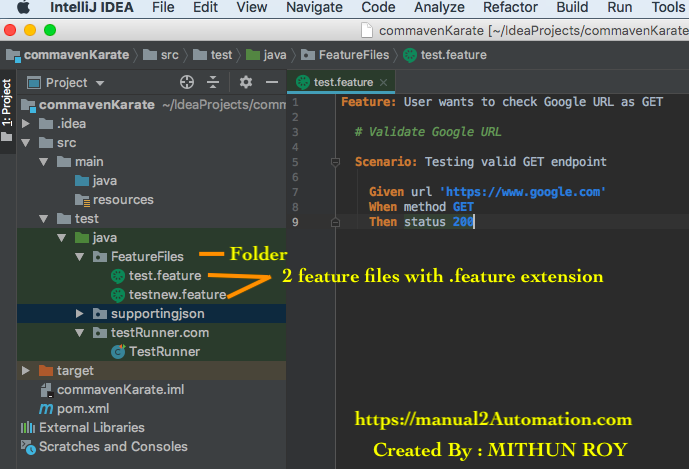 IntelliJ IDEA File Edit View Navigate Code Analyze Refactor Build Run Tools
commavenKarate [~/IdeaProjects/commavenKarate
commavenKarate src test java FeatureFiles test.feature
1: Project
Project
test.feature
commavenKarate ~/IdeaProjects/comm
.idea
src
main
java
resources
test
java
FeatureFiles
test.feature
testnew.feature
supportingjson
testRunner.com
TestRunner
target
commavenKarate.iml
pom.xml
External Libraries
Scratches and Consoles
Folder
2 feature files with .feature extension
1 Feature: User wants to check Google URL as GET
2
3 # Validate Google URL
4
5 Scenario: Testing valid GET endpoint
6
7 Given url 'https://www.google.com'
8 When method GET
9 Then status 200
https://manual2Automation.com
Created By : MITHUN ROY